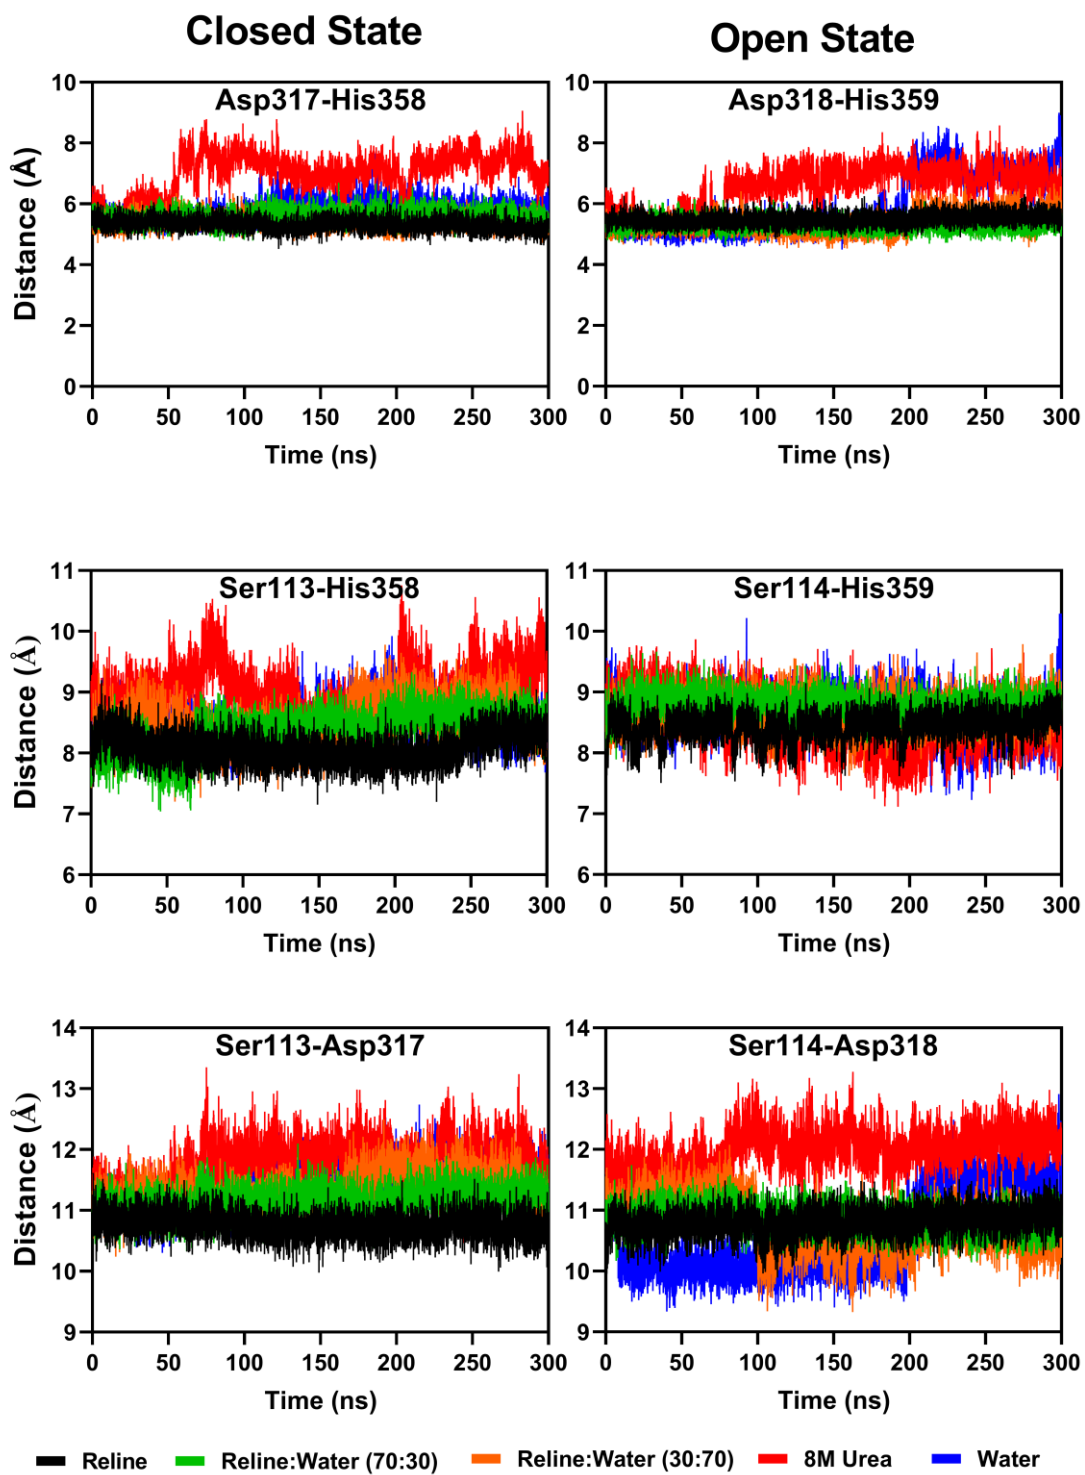 Closed State
Open State
Asp317-His358
Distance (Å)
10
8
6
4
2
0
0 50 100 150 200 250 300
Time (ns)
Asp318-His359
10
8
6
4
2
0
0 50 100 150 200 250 300
Time (ns)
Ser113-His358
Distance (Å)
11
10
9
8
7
6
0 50 100 150 200 250 300
Time (ns)
Ser114-His359
11
10
9
8
7
6
0 50 100 150 200 250 300
Time (ns)
Ser113-Asp317
Distance (Å)
14
13
12
11
10
9
0 50 100 150 200 250 300
Time (ns)
Ser114-Asp318
14
13
12
11
10
9
0 50 100 150 200 250 300
Time (ns)
Reline Reline:Water (70:30) Reline:Water (30:70) 8M Urea Water